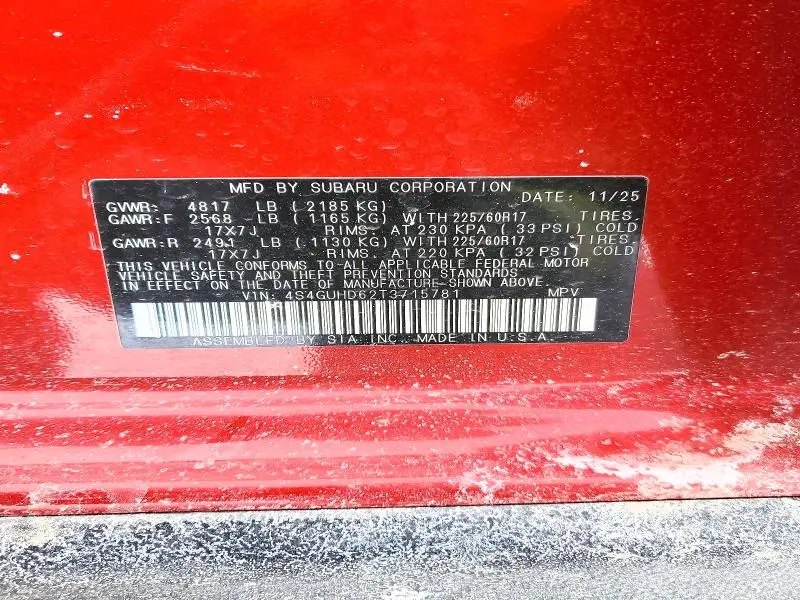 MFD BY SUBARU CORPORATION DATE: 11/25
GVWR: 4817 LB (2185 KG)
GAWR:F 2568 LB (1165 KG) WITH 225/60R17 TIRES.
17X7J RIMS. AT 230 KPA (33 PSI) COLD
GAWR:R 2491 LB (1130 KG) WITH 225/60R17 TIRES.
17X7J RIMS. AT 220 KPA (32 PSI) COLD
THIS VEHICLE CONFORMS TO ALL APPLICABLE FEDERAL MOTOR
VEHICLE SAFETY AND THEFT PREVENTION STANDARDS
IN EFFECT ON THE DATE OF MANUFACTURE SHOWN ABOVE.
VIN: 4S4GUHD62T3715781 MPV
ASSEMBLED BY SIA INC. MADE IN U.S.A.